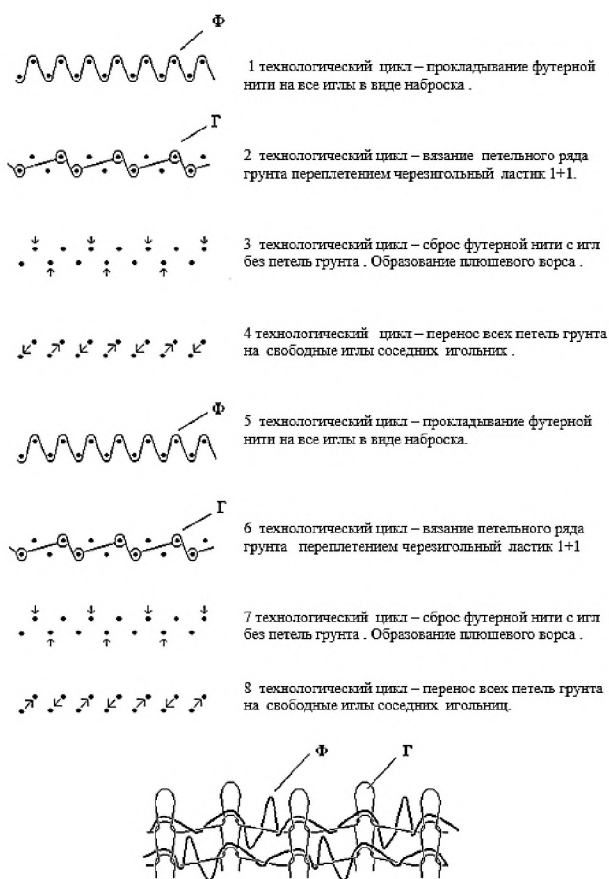 Ф
1 технологический цикл – прокладывание футерной
нити на все иглы в виде наброска .
Г
2 технологический цикл – вязание петельного ряда
грунта переплетением черезигольный ластик 1+1.
3 технологический цикл – сброс футерной нити с игл
без петель грунта . Образование плюшевого ворса .
4 технологический цикл – перенос всех петель грунта
на свободные иглы соседних игольниц .
Ф
5 технологический цикл – прокладывание футерной
нити на все иглы в виде наброска.
Г
6 технологический цикл – вязание петельного ряда
грунта переплетением черезигольный ластик 1+1
7 технологический цикл – сброс футерной нити с игл
без петель грунта . Образование плюшевого ворса .
8 технологический цикл – перенос всех петель грунта
на свободные иглы соседних игольниц.
Ф Г